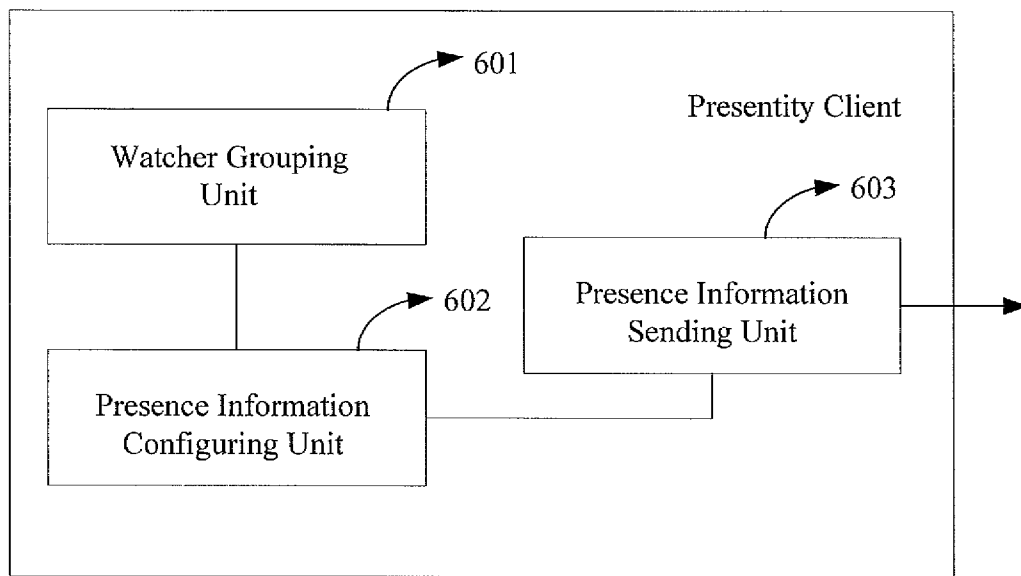 601
Watcher Grouping
Unit
Presentity Client
603
Presence Information
Sending Unit
602
Presence Information
Configuring Unit